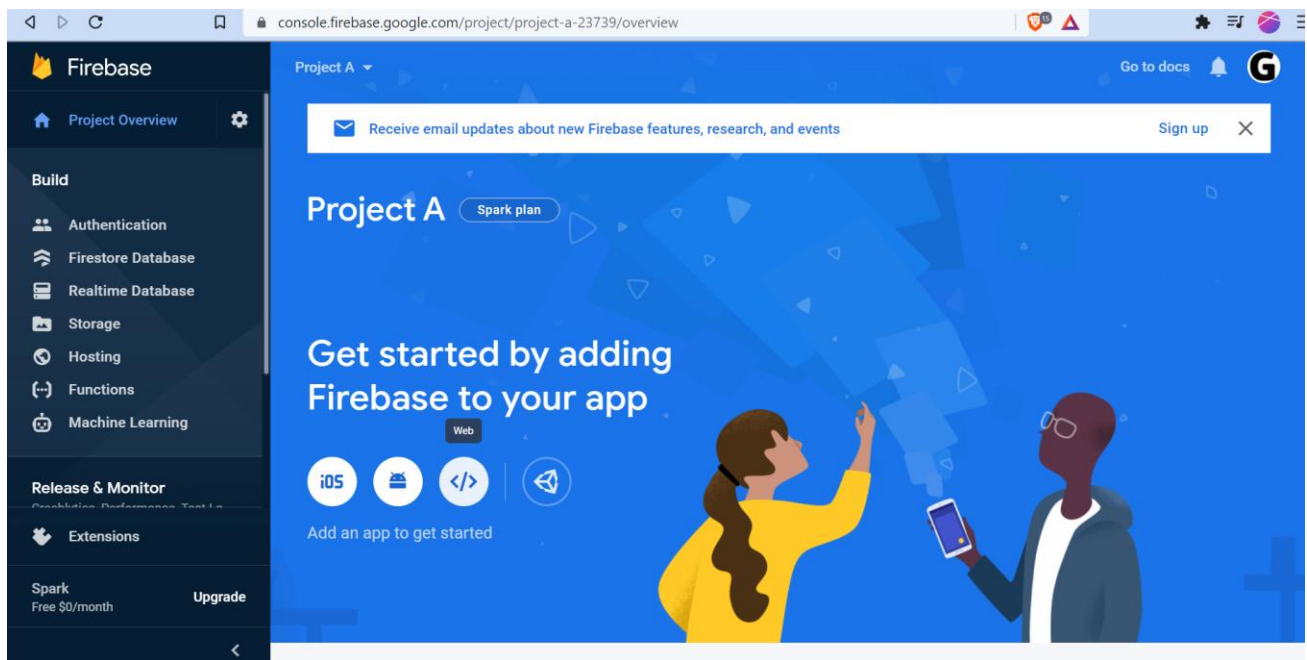 console.firebase.google.com/project/project-a-23739/overview
15
Firebase
Project A
Go to docs
G
Project Overview
Receive email updates about new Firebase features, research, and events
Sign up
Build
Project A
Spark plan
Authentication
Firestore Database
Realtime Database
Storage
Hosting
Functions
Machine Learning
Get started by adding
Firebase to your app
Web
iOS
</>
Add an app to get started
Release & Monitor
Extensions
Spark
Free $0/month
Upgrade